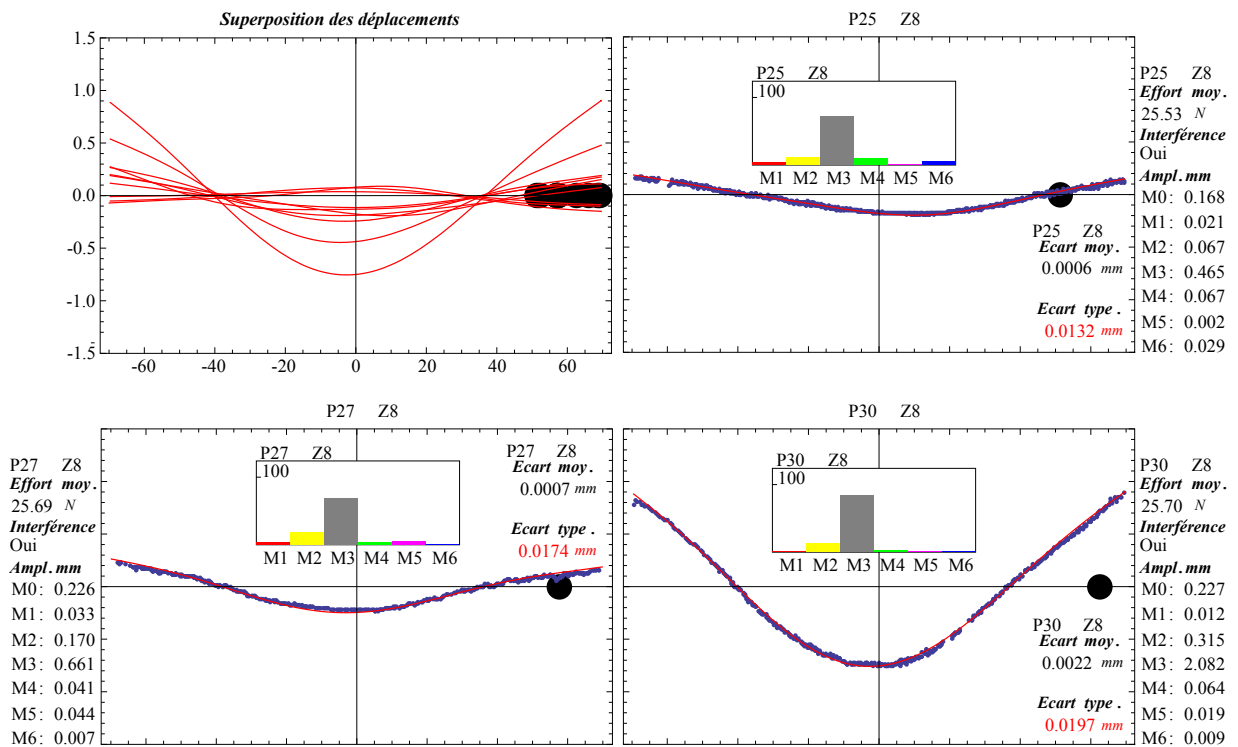 Superposition des déplacements
1.5
1.0
0.5
0.0
-0.5
-1.0
-1.5
-60 -40 -20 0 20 40 60
P25 Z8
P25 Z8
100
M1 M2 M3 M4 M5 M6
P25 Z8
Ecart moy.
0.0006 mm
Ecart type.
0.0132 mm
P25 Z8
Effort moy.
25.53 N
Interférence
Oui
Ampl.mm
M0: 0.168
M1: 0.021
M2: 0.067
M3: 0.465
M4: 0.067
M5: 0.002
M6: 0.029
P27 Z8
P27 Z8
Effort moy.
25.69 N
Interférence
Oui
Ampl.mm
M0: 0.226
M1: 0.033
M2: 0.170
M3: 0.661
M4: 0.041
M5: 0.044
M6: 0.007
P27 Z8
100
M1 M2 M3 M4 M5 M6
P27 Z8
Ecart moy.
0.0007 mm
Ecart type.
0.0174 mm
P30 Z8
P30 Z8
100
M1 M2 M3 M4 M5 M6
P30 Z8
Ecart moy.
0.0022 mm
Ecart type.
0.0197 mm
P30 Z8
Effort moy.
25.70 N
Interférence
Oui
Ampl.mm
M0: 0.227
M1: 0.012
M2: 0.315
M3: 2.082
M4: 0.064
M5: 0.019
M6: 0.009